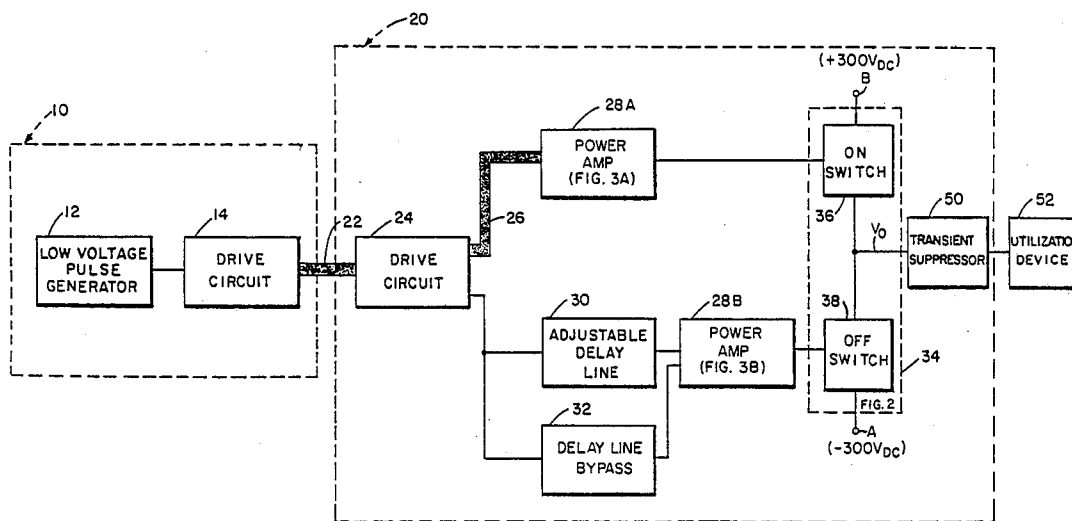 20
(+300VDC)
B
10
28A
POWER
AMP
(FIG. 3A)
ON
SWITCH
26
36
12
14
22
24
50
52
LOW VOLTAGE
PULSE
GENERATOR
DRIVE
CIRCUIT
DRIVE
CIRCUIT
VO
TRANSIENT
SUPPRESSOR
UTILIZATION
DEVICE
30
28B
38
ADJUSTABLE
DELAY
LINE
POWER
AMP
(FIG. 3B)
OFF
SWITCH
34
32
FIG. 2
DELAY LINE
BYPASS
A
(-300VDC)